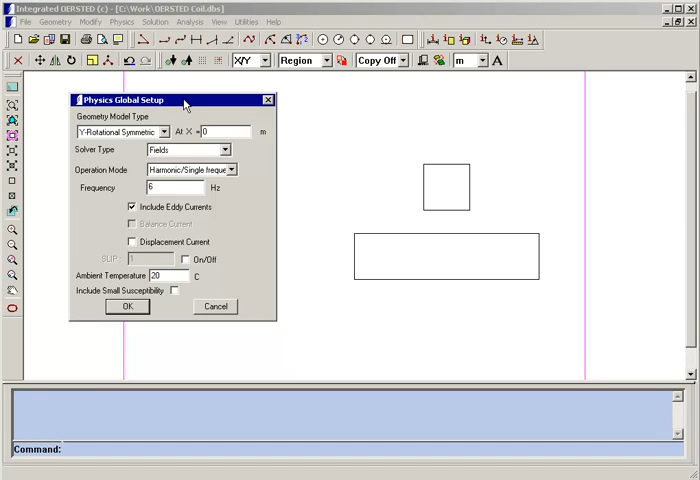 Integrated OERSTED (c) - [C:\Work\OERSTED Coil.dbs]
File Geometry Modify Physics Solution Analysis View Utilities Help
X/Y Region Copy Off m A
Physics Global Setup
Geometry Model Type
Y-Rotational Symmetric At X = 0 m
Solver Type Fields
Operation Mode Harmonic/Single freque
Frequency 6 Hz
Include Eddy Currents
Balance Current
Displacement Current
SLIP : 1 On/Off
Ambient Temperature 20 C
Include Small Susceptibility
OK Cancel
Command: